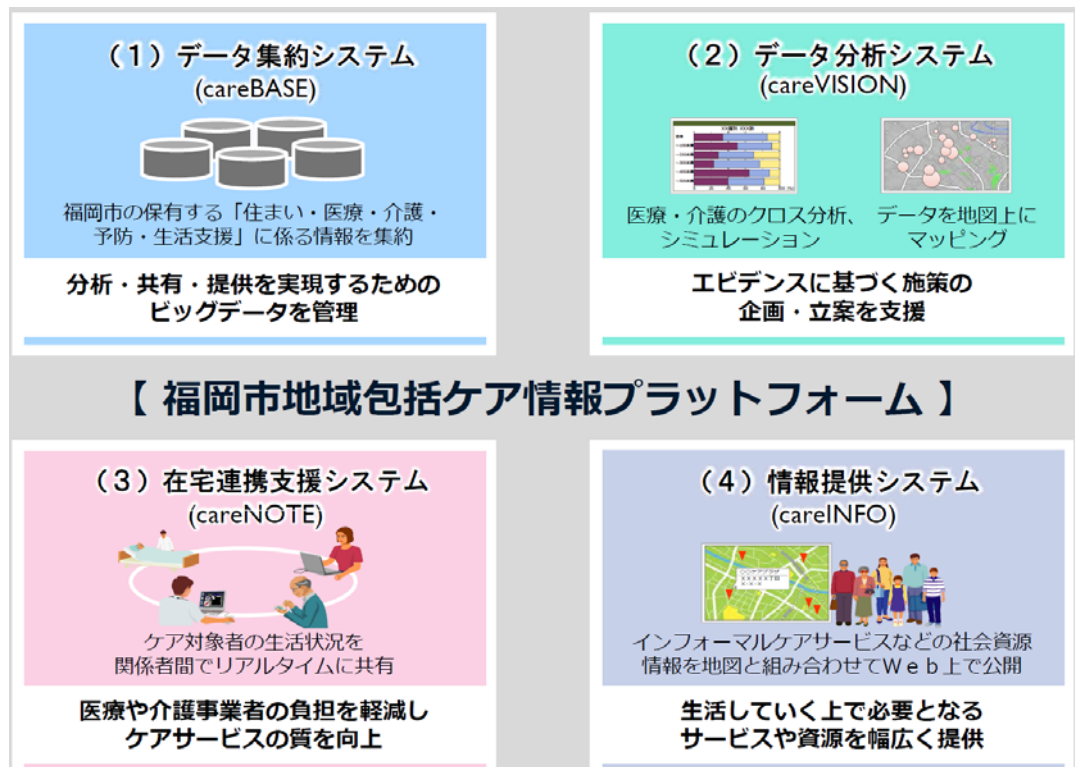 （１）データ集約システム
(careBASE)
福岡市の保有する「住まい・医療・介護・
予防・生活支援」に係る情報を集約
分析・共有・提供を実現するための
ビッグデータを管理
（２）データ分析システム
(careVISION)
医療・介護のクロス分析、
シミュレーション
データを地図上に
マッピング
エビデンスに基づく施策の
企画・立案を支援
【 福岡市地域包括ケア情報プラットフォーム 】
（３）在宅連携支援システム
(careNOTE)
ケア対象者の生活状況を
関係者間でリアルタイムに共有
医療や介護事業者の負担を軽減し
ケアサービスの質を向上
（４）情報提供システム
(careINFO)
インフォーマルケアサービスなどの社会資源
情報を地図と組み合わせてＷｅｂ上で公開
生活していく上で必要となる
サービスや資源を幅広く提供